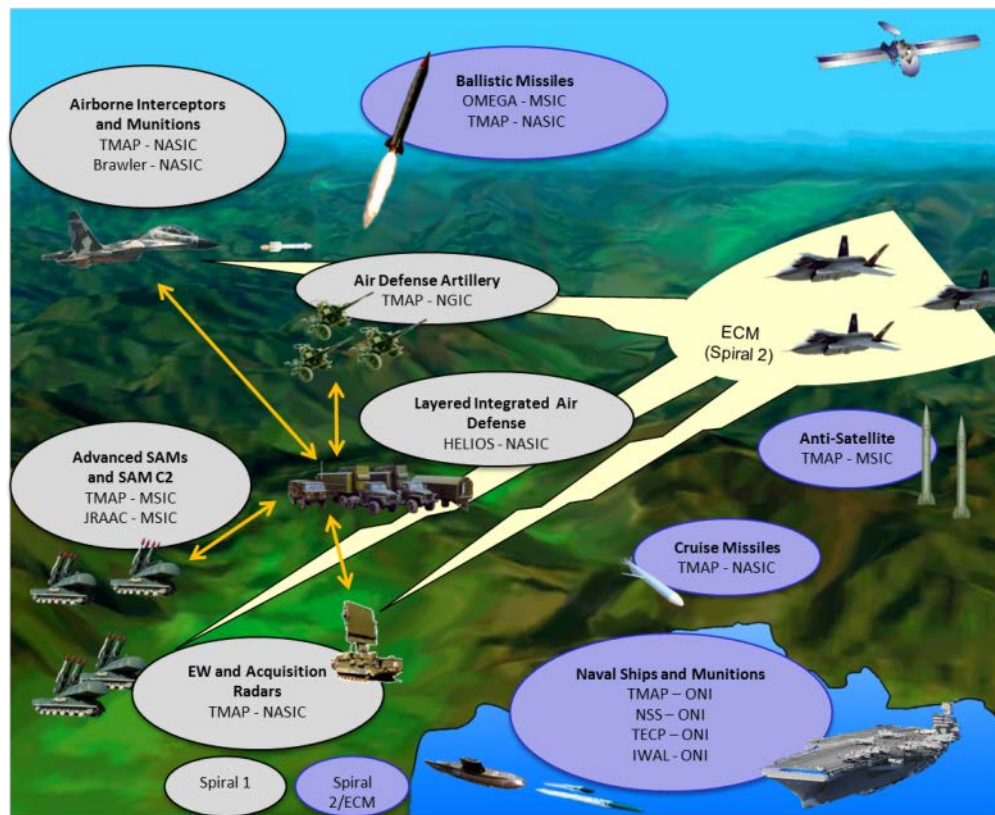 Ballistic Missiles
OMEGA - MSIC
TMAP - NASIC
Airborne Interceptors
and Munitions
TMAP - NASIC
Brawler - NASIC
Air Defense Artillery
TMAP - NGIC
ECM
(Spiral 2)
Layered Integrated Air
Defense
HELIOS - NASIC
Anti-Satellite
TMAP - MSIC
Advanced SAMs
and SAM C2
TMAP - MSIC
JRAAC - MSIC
Cruise Missiles
TMAP - NASIC
EW and Acquisition
Radars
TMAP - NASIC
Naval Ships and Munitions
TMAP – ONI
NSS – ONI
TECP – ONI
IWAL - ONI
Spiral 1
Spiral
2/ECM